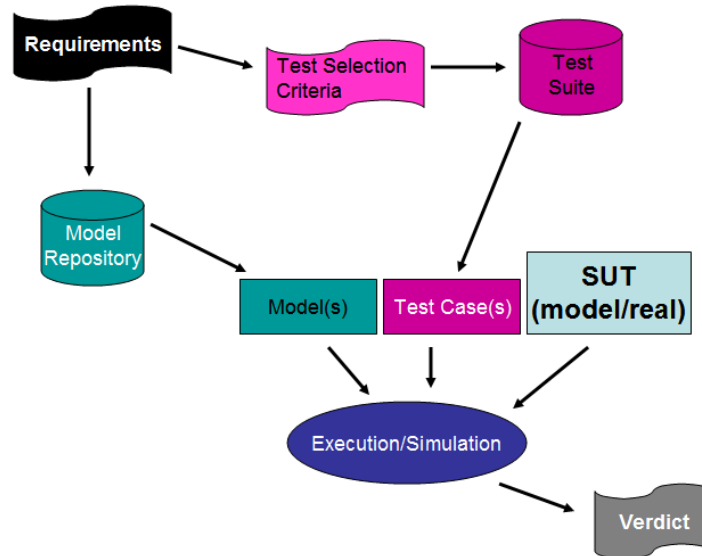 Requirements
Test Selection
Criteria
Test
Suite
Model
Repository
Model(s)
Test Case(s)
SUT
(model/real)
Execution/Simulation
Verdict